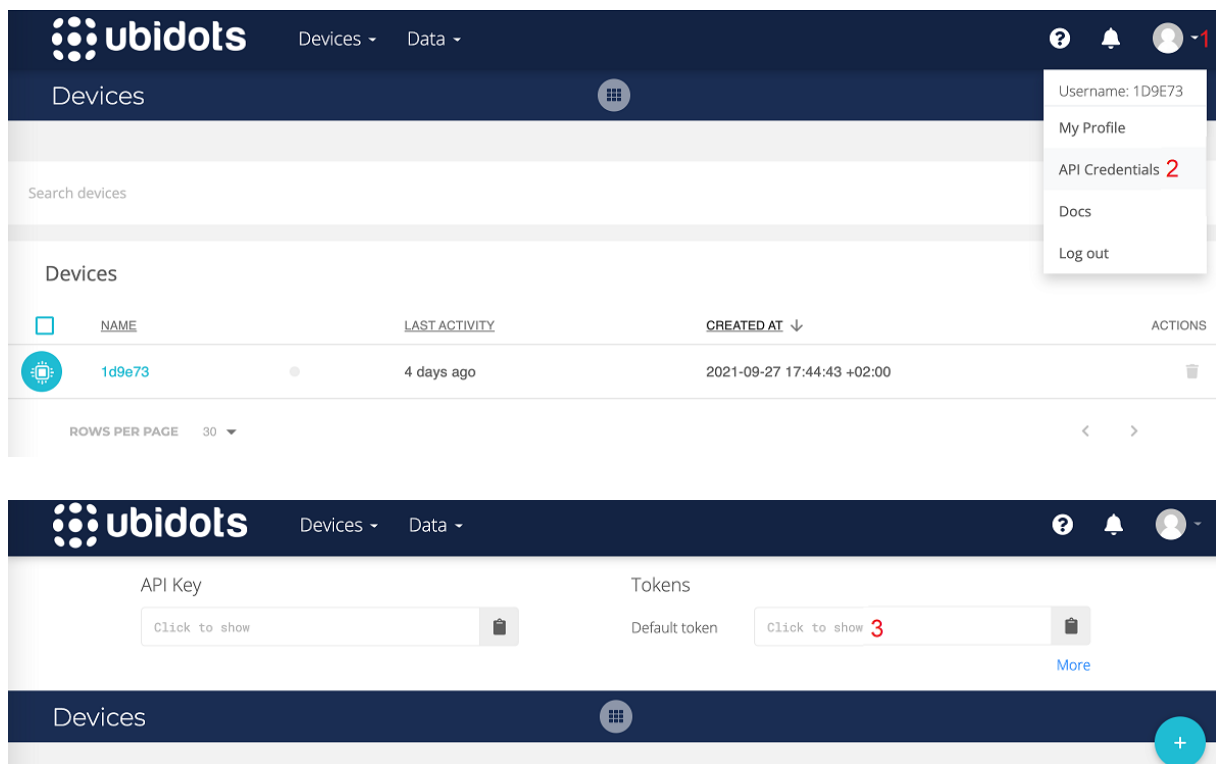 ubidots Devices Data ? 1
Devices
Username: 1D9E73
My Profile
API Credentials 2
Docs
Log out
Search devices
Devices
NAME LAST ACTIVITY CREATED AT ACTIONS
1d9e73 4 days ago 2021-09-27 17:44:43 +02:00
ROWS PER PAGE 30
ubidots Devices Data ?
API Key Tokens
Click to show Default token Click to show 3
More
Devices
+